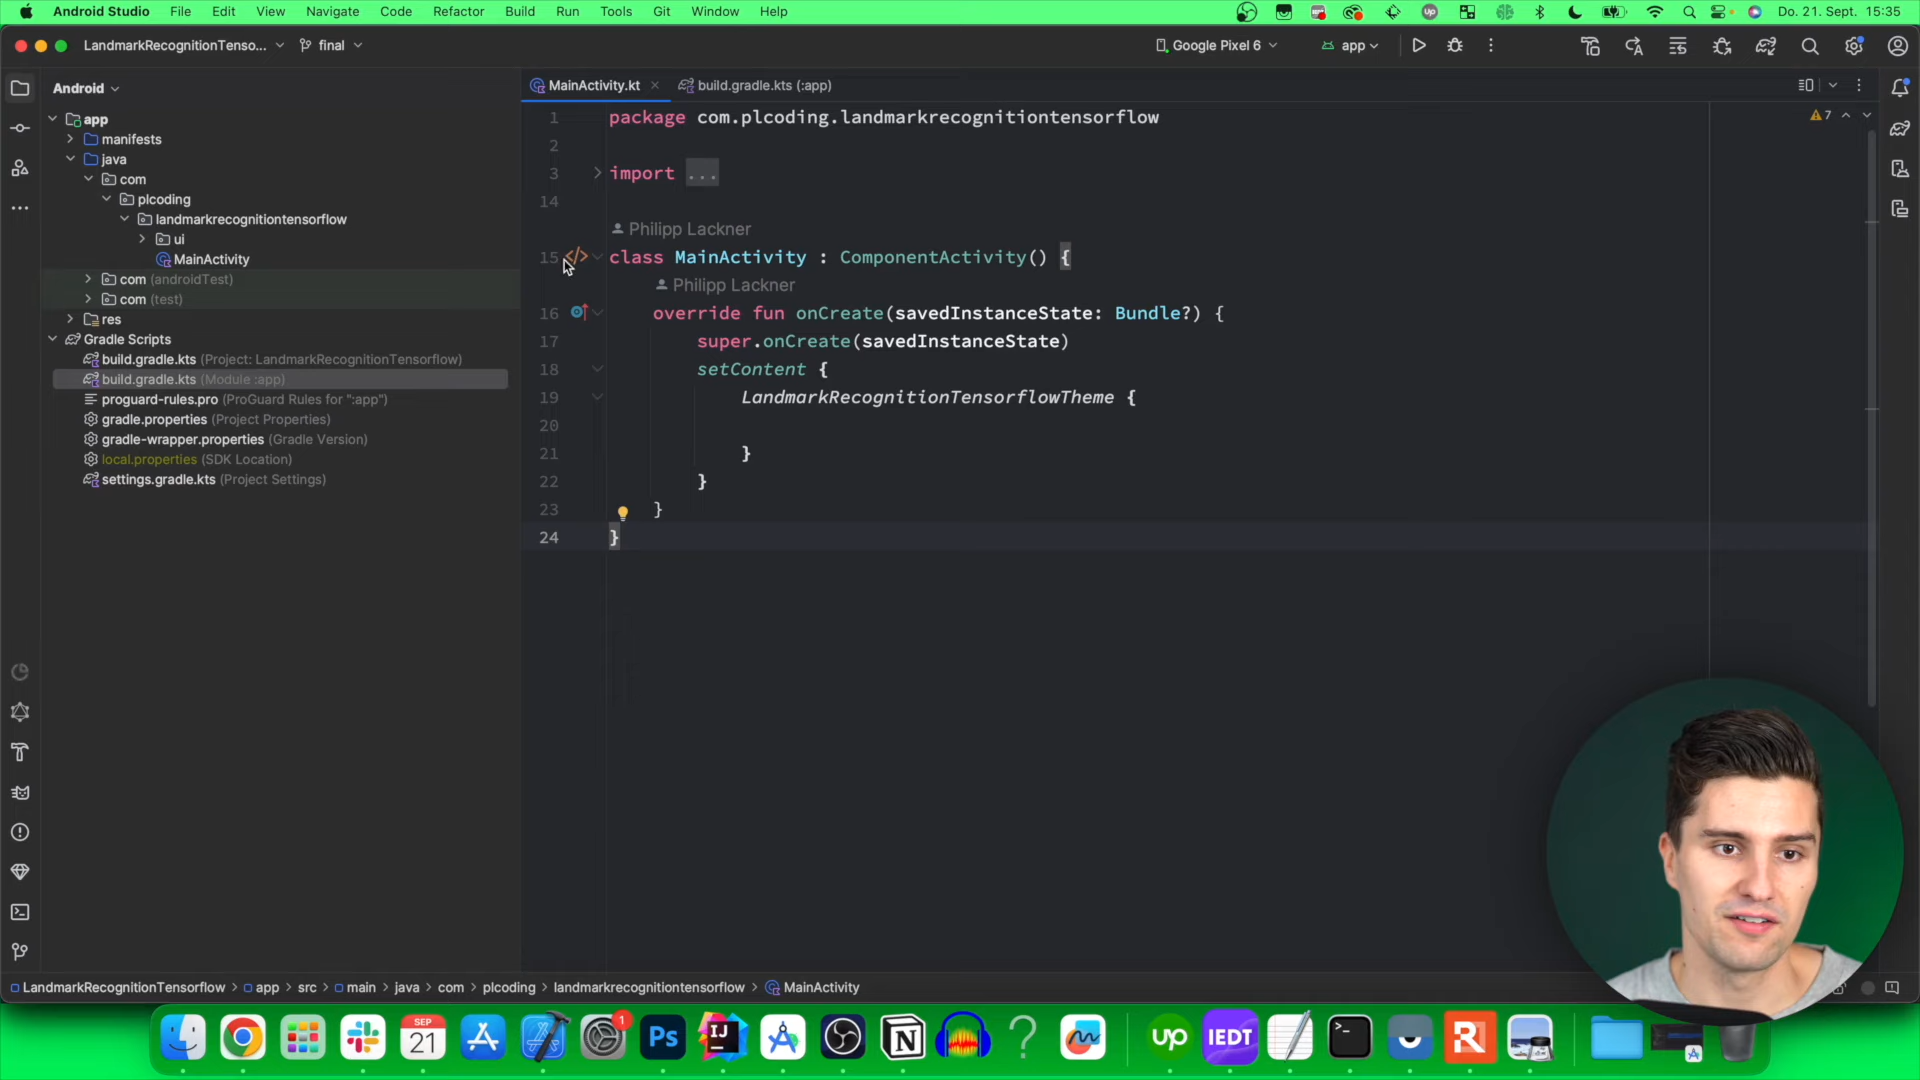 Android Studio File Edit View Navigate Code Refactor Build Run Tools Git Window Help Do. 21. Sept. 15:35
LandmarkRecognitionTenso... final Google Pixel 6 app
Android
MainActivity.kt build.gradle.kts (:app)
app
manifests
java
com
plcoding
landmarkrecognitiontensorflow
ui
MainActivity
com (androidTest)
com (test)
res
Gradle Scripts
build.gradle.kts (Project: LandmarkRecognitionTensorflow)
build.gradle.kts (Module :app)
proguard-rules.pro (ProGuard Rules for ":app")
gradle.properties (Project Properties)
gradle-wrapper.properties (Gradle Version)
local.properties (SDK Location)
settings.gradle.kts (Project Settings)
7
1 package com.plcoding.landmarkrecognitiontensorflow
2
3 import ...
14
Philipp Lackner
15 class MainActivity : ComponentActivity() {
Philipp Lackner
16 override fun onCreate(savedInstanceState: Bundle?) {
17 super.onCreate(savedInstanceState)
18 setContent {
19 LandmarkRecognitionTensorflowTheme {
20
21 }
22 }
23 }
24 }
LandmarkRecognitionTensorflow app src main java com plcoding landmarkrecognitiontensorflow MainActivity
SEP
21
1
Ps
IJ
up
IEDT
R